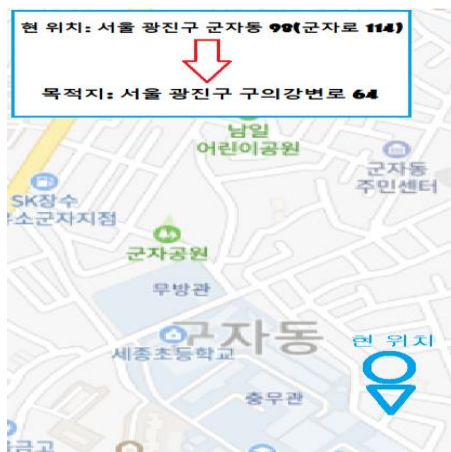 현 위치: 서울 광진구 군자동 98(군자로 114)
목적지: 서울 광진구 구의강변로 64
남일
어린이공원
군자동
주민센터
SK장수
소군자지점
군자공원
무방관
군자동
세종초등학교
현 위치
충무관
금고